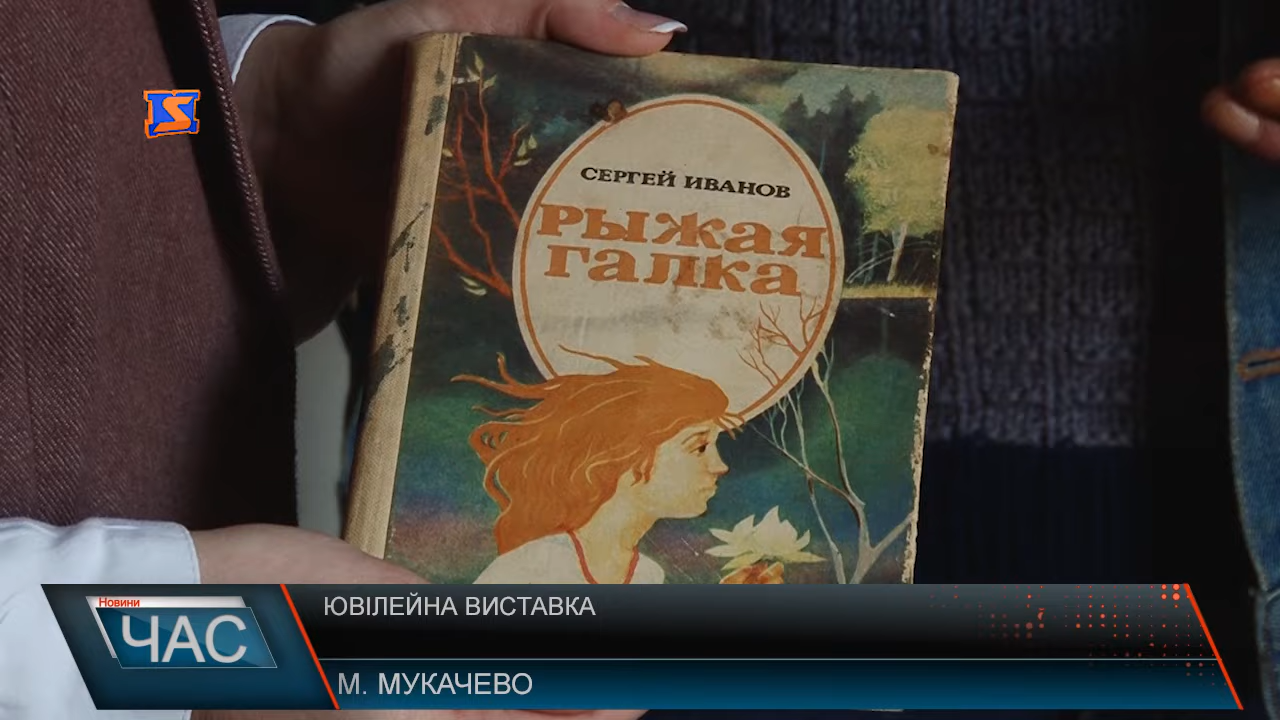 S
СЕРГЕЙ ИВАНОВ
РЫЖАЯ
ГАЛКА
Новини
ЧАС
ЮВІЛЕЙНА ВИСТАВКА
М. МУКАЧЕВО